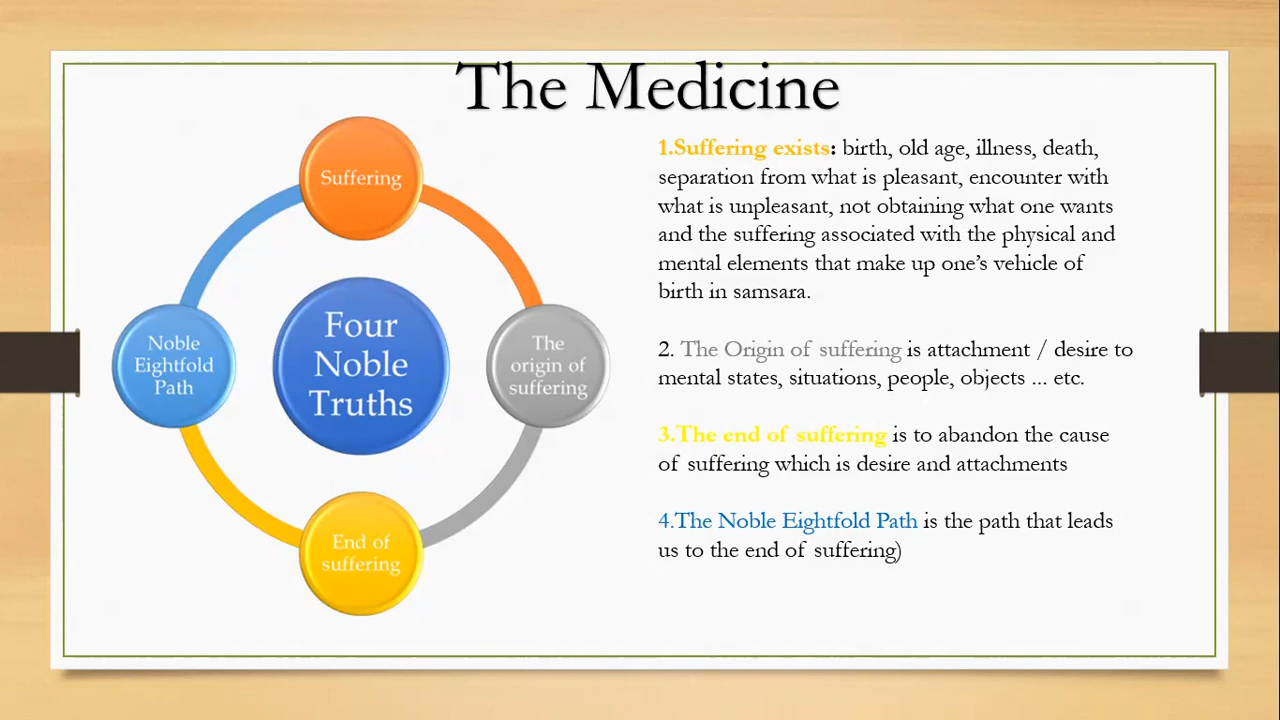 The Medicine
Suffering
The
origin of
suffering
End of
suffering
Noble
Eightfold
Path
Four
Noble
Truths
1.Suffering exists: birth, old age, illness, death,
separation from what is pleasant, encounter with
what is unpleasant, not obtaining what one wants
and the suffering associated with the physical and
mental elements that make up one’s vehicle of
birth in samsara.
2. The Origin of suffering is attachment / desire to
mental states, situations, people, objects ... etc.
3.The end of suffering is to abandon the cause
of suffering which is desire and attachments
4.The Noble Eightfold Path is the path that leads
us to the end of suffering)